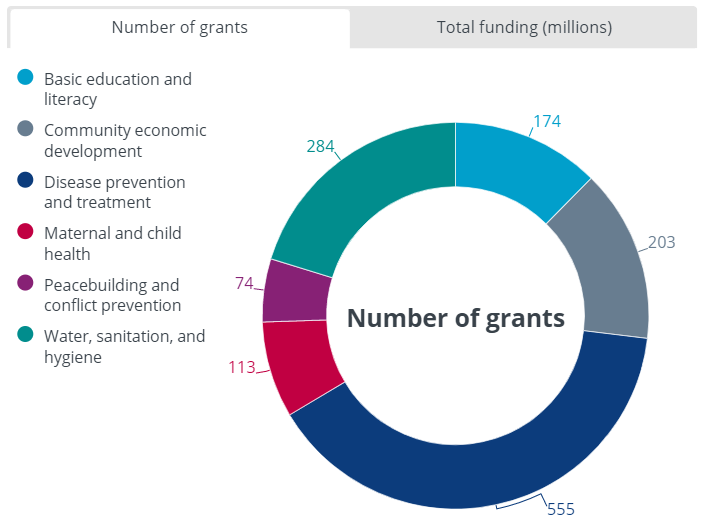 Number of grants
Total funding (millions)
Basic education and
literacy
Community economic
development
Disease prevention
and treatment
Maternal and child
health
Peacebuilding and
conflict prevention
Water, sanitation, and
hygiene
174
203
555
113
74
284
Number of grants